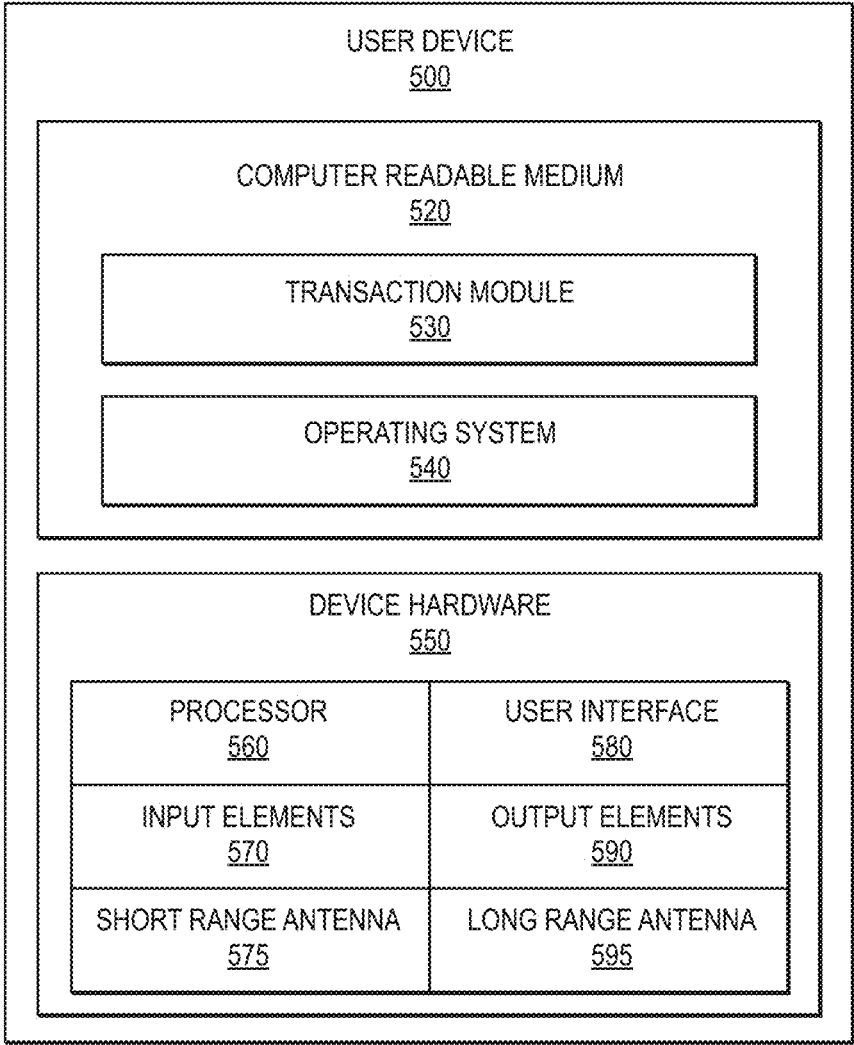 USER DEVICE
500
COMPUTER READABLE MEDIUM
520
TRANSACTION MODULE
530
OPERATING SYSTEM
540
DEVICE HARDWARE
550
PROCESSOR
560
USER INTERFACE
580
INPUT ELEMENTS
570
OUTPUT ELEMENTS
590
SHORT RANGE ANTENNA
575
LONG RANGE ANTENNA
595